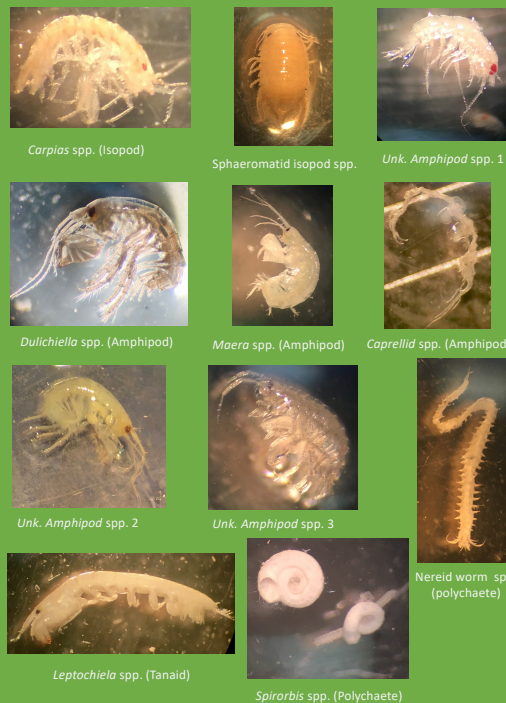 Carpias spp. (Isopod)
Sphaeromatid isopod spp.
Unk. Amphipod spp. 1
Dulichiella spp. (Amphipod)
Maera spp. (Amphipod)
Caprellid spp. (Amphipod
Unk. Amphipod spp. 2
Unk. Amphipod spp. 3
Nereid worm sp
(polychaete)
Leptochiela spp. (Tanaid)
Spirorbis spp. (Polychaete)